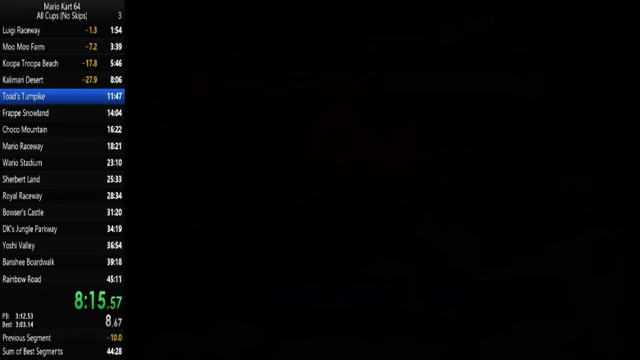 Mario Kart 64
All Cups (No Skips) 3
Luigi Raceway -1.3 1:54
Moo Moo Farm -7.2 3:39
Koopa Troopa Beach -17.8 5:46
Kalimari Desert -27.9 8:06
Toad's Turnpike 11:47
Frappe Snowland 14:04
Choco Mountain 16:22
Mario Raceway 18:21
Wario Stadium 23:10
Sherbert Land 25:33
Royal Raceway 28:34
Bowser's Castle 31:20
DK's Jungle Parkway 34:19
Yoshi Valley 36:54
Banshee Boardwalk 39:18
Rainbow Road 45:11
8:15.57
PB: 3:12.53
Best: 3:03.14 8.67
Previous Segment -10.0
Sum of Best Segments 44:28